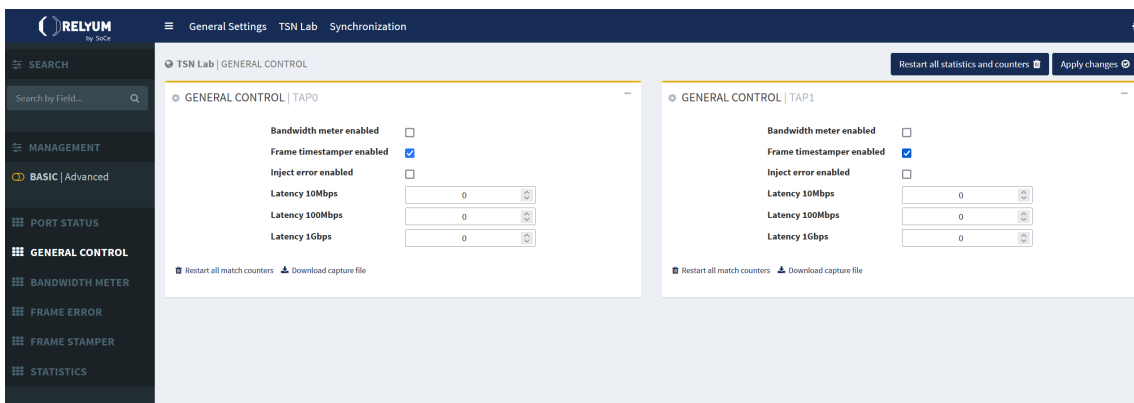 RELYUM
by SoCe
General Settings TSN Lab Synchronization
SEARCH
Search by Field...
MANAGEMENT
BASIC | Advanced
PORT STATUS
GENERAL CONTROL
BANDWIDTH METER
FRAME ERROR
FRAME STAMPER
STATISTICS
TSN Lab | GENERAL CONTROL
Restart all statistics and counters
Apply changes
GENERAL CONTROL | TAP0
Bandwidth meter enabled
Frame timestamper enabled
Inject error enabled
Latency 10Mbps 0
Latency 100Mbps 0
Latency 1Gbps 0
Restart all match counters Download capture file
GENERAL CONTROL | TAP1
Bandwidth meter enabled
Frame timestamper enabled
Inject error enabled
Latency 10Mbps 0
Latency 100Mbps 0
Latency 1Gbps 0
Restart all match counters Download capture file